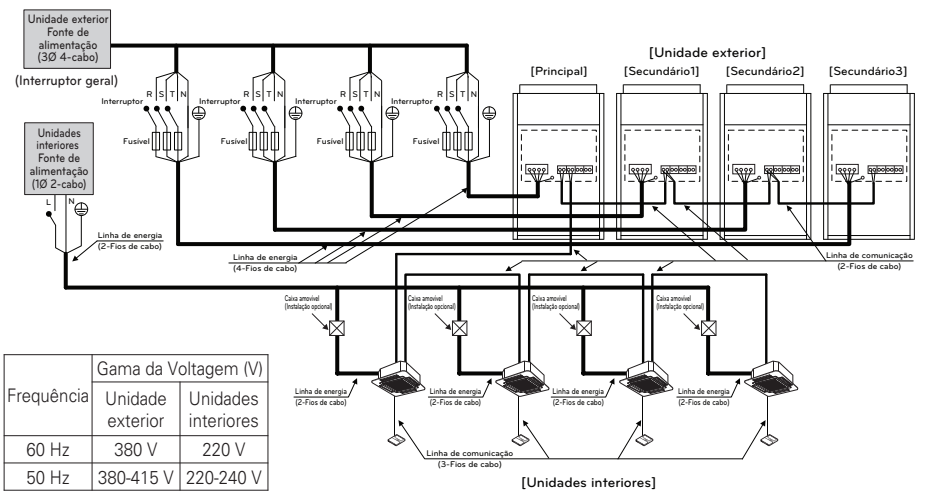 Unidade exterior
Fonte de
alimentação
(3Ø 4-cabo)
(Interruptor geral)
[Unidade exterior]
[Principal]
[Secundário1]
[Secundário2]
[Secundário3]
R S T N
Interruptor
Fusível
R S T N
Interruptor
Fusível
R S T N
Interruptor
Fusível
R S T N
Interruptor
Fusível
Unidades
interiores
Fonte de
alimentação
(1Ø 2-cabo)
L N
Linha de energia
(2-Fios de cabo)
Linha de energia
(4-Fios de cabo)
Linha de comunicação
(2-Fios de cabo)
Caixa amovível
(Instalação opcional)
Caixa amovível
(Instalação opcional)
Caixa amovível
(Instalação opcional)
Caixa amovível
(Instalação opcional)
Linha de energia
(2-Fios de cabo)
Linha de energia
(2-Fios de cabo)
Linha de energia
(2-Fios de cabo)
Linha de energia
(2-Fios de cabo)
Linha de comunicação
(3-Fios de cabo)
[Unidades interiores]
Frequência
Gama da Voltagem (V)
Unidade
exterior
Unidades
interiores
60 Hz 380 V 220 V
50 Hz 380-415 V 220-240 V